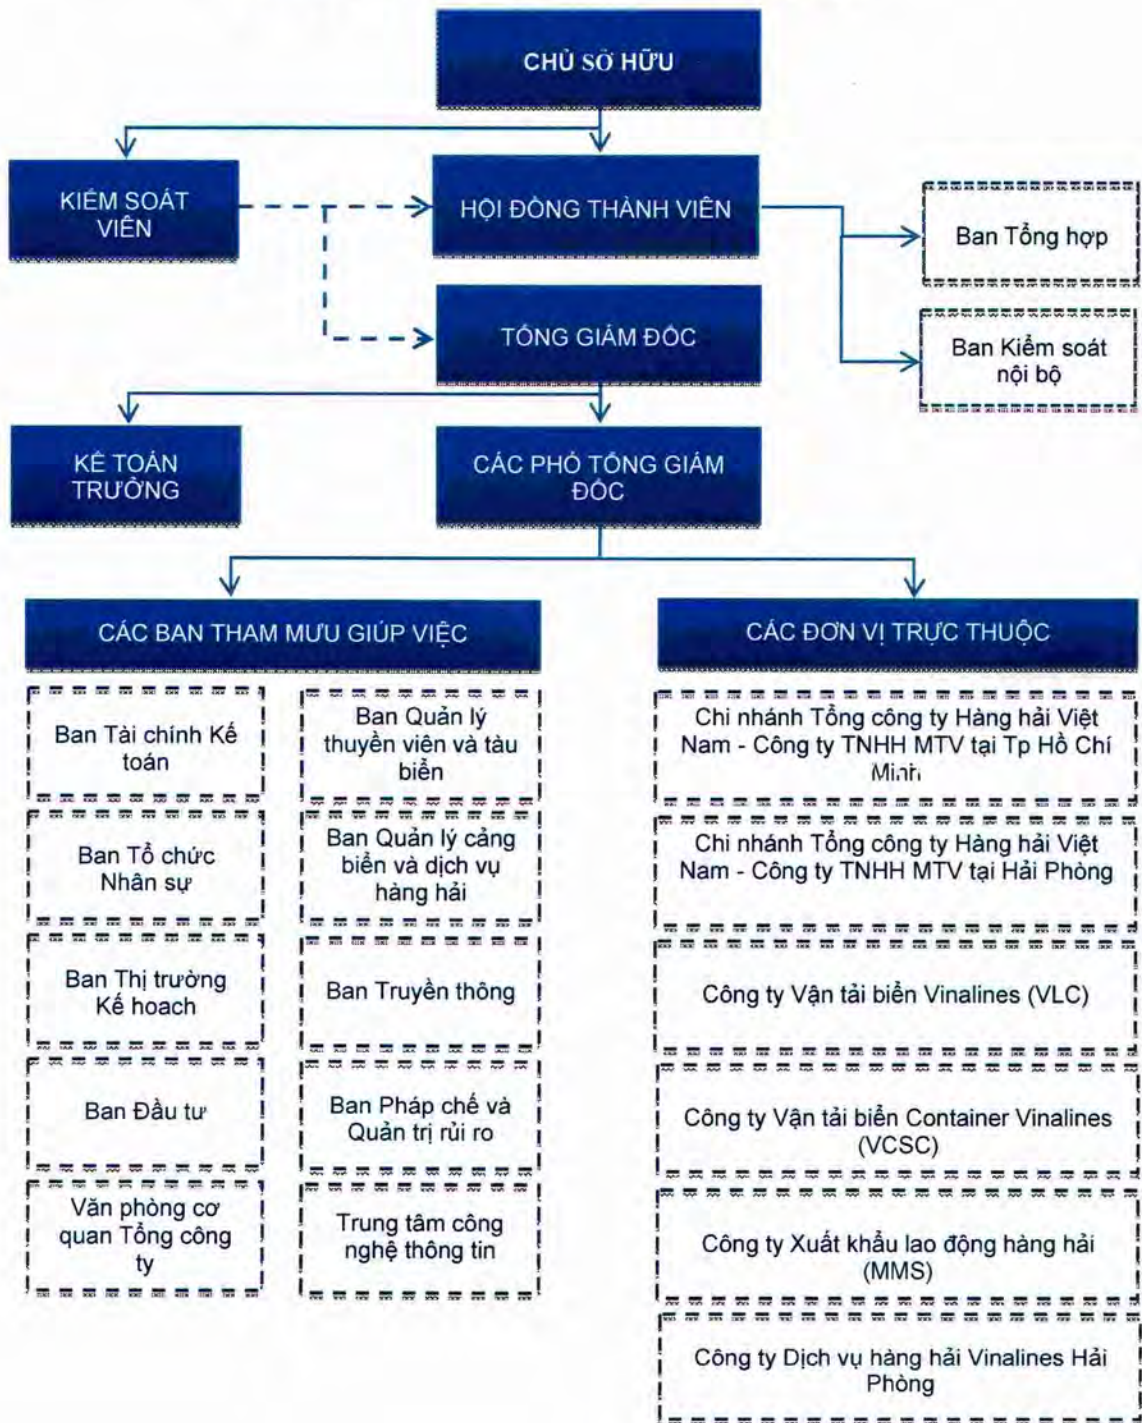 CHỦ SỞ HỮU
KIỂM SOÁT
VIÊN
HỘI ĐỒNG THÀNH VIÊN
Ban Tổng hợp
TỔNG GIÁM ĐỐC
Ban Kiểm soát
nội bộ
KẾ TOÁN
TRƯỞNG
CÁC PHÓ TỔNG GIÁM
ĐỐC
CÁC BAN THAM MƯU GIÚP VIỆC
Ban Tài chính Kế
toán
Ban Tổ chức
Nhân sự
Ban Thị trường
Kế hoach
Ban Đầu tư
Văn phòng cơ
quan Tổng công
ty
Ban Quản lý
thuyền viên và tàu
biển
Ban Quản lý cảng
biển và dịch vụ
hàng hải
Ban Truyền thông
Ban Pháp chế và
Quản trị rủi ro
Trung tâm công
nghệ thông tin
CÁC ĐƠN VỊ TRỰC THUỘC
Chi nhánh Tổng công ty Hàng hải Việt
Nam - Công ty TNHH MTV tại Tp Hồ Chí
Minh
Chi nhánh Tổng công ty Hàng hải Việt
Nam - Công ty TNHH MTV tại Hải Phòng
Công ty Vận tải biển Vinalines (VLC)
Công ty Vận tải biển Container Vinalines
(VCSC)
Công ty Xuất khẩu lao động hàng hải
(MMS)
Công ty Dịch vụ hàng hải Vinalines Hải
Phòng